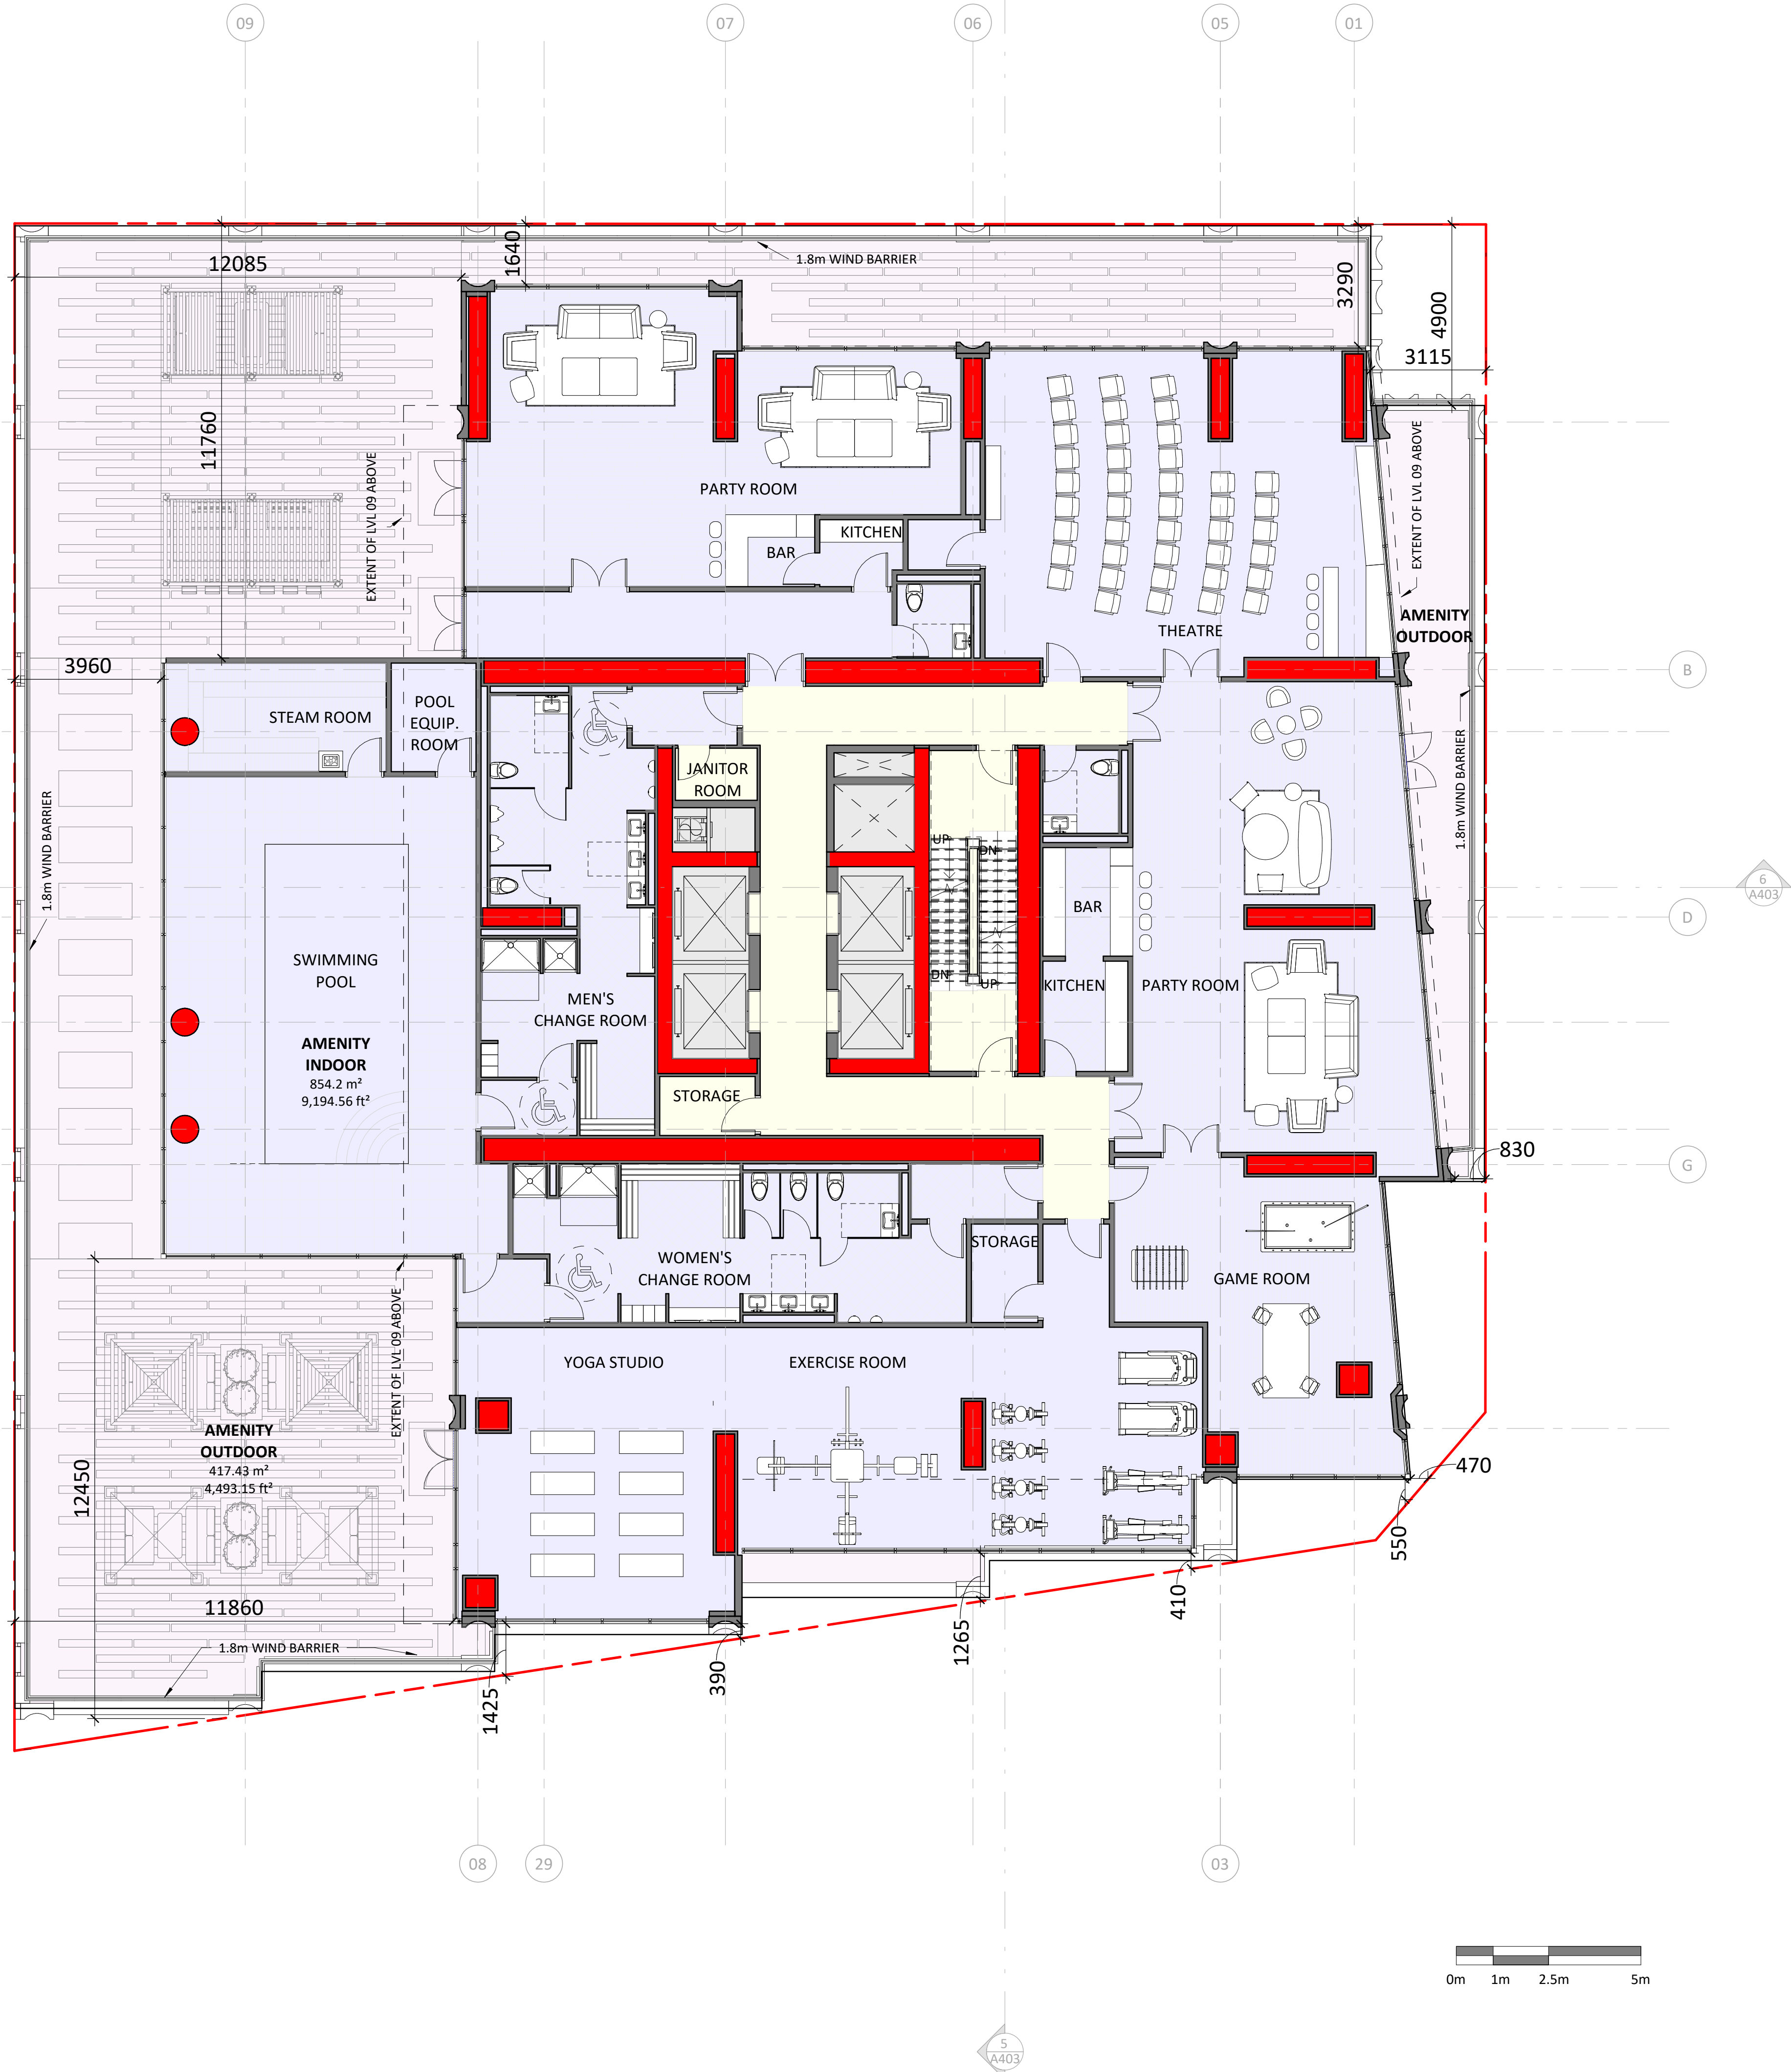 09
07
06
05
01
12085
1640
1.8m WIND BARRIER
3290
4900
3115
11760
EXTENT OF LVL 09 ABOVE
EXTENT OF LVL 09 ABOVE
PARTY ROOM
KITCHEN
BAR
THEATRE
AMENITY
OUTDOOR
3960
B
STEAM ROOM
POOL
EQUIP.
ROOM
JANITOR
ROOM
1.8m WIND BARRIER
1.8m WIND BARRIER
UP
DN
6
A403
BAR
D
SWIMMING
POOL
DN
UP
KITCHEN
PARTY ROOM
MEN'S
CHANGE ROOM
AMENITY
INDOOR
854.2 m²
9,194.56 ft²
STORAGE
830
G
STORAGE
WOMEN'S
CHANGE ROOM
GAME ROOM
EXTENT OF LVL 09 ABOVE
YOGA STUDIO
EXERCISE ROOM
AMENITY
OUTDOOR
417.43 m²
4,493.15 ft²
12450
470
550
11860
410
1265
1.8m WIND BARRIER
390
1425
08
29
03
0m
1m
2.5m
5m
5
A403